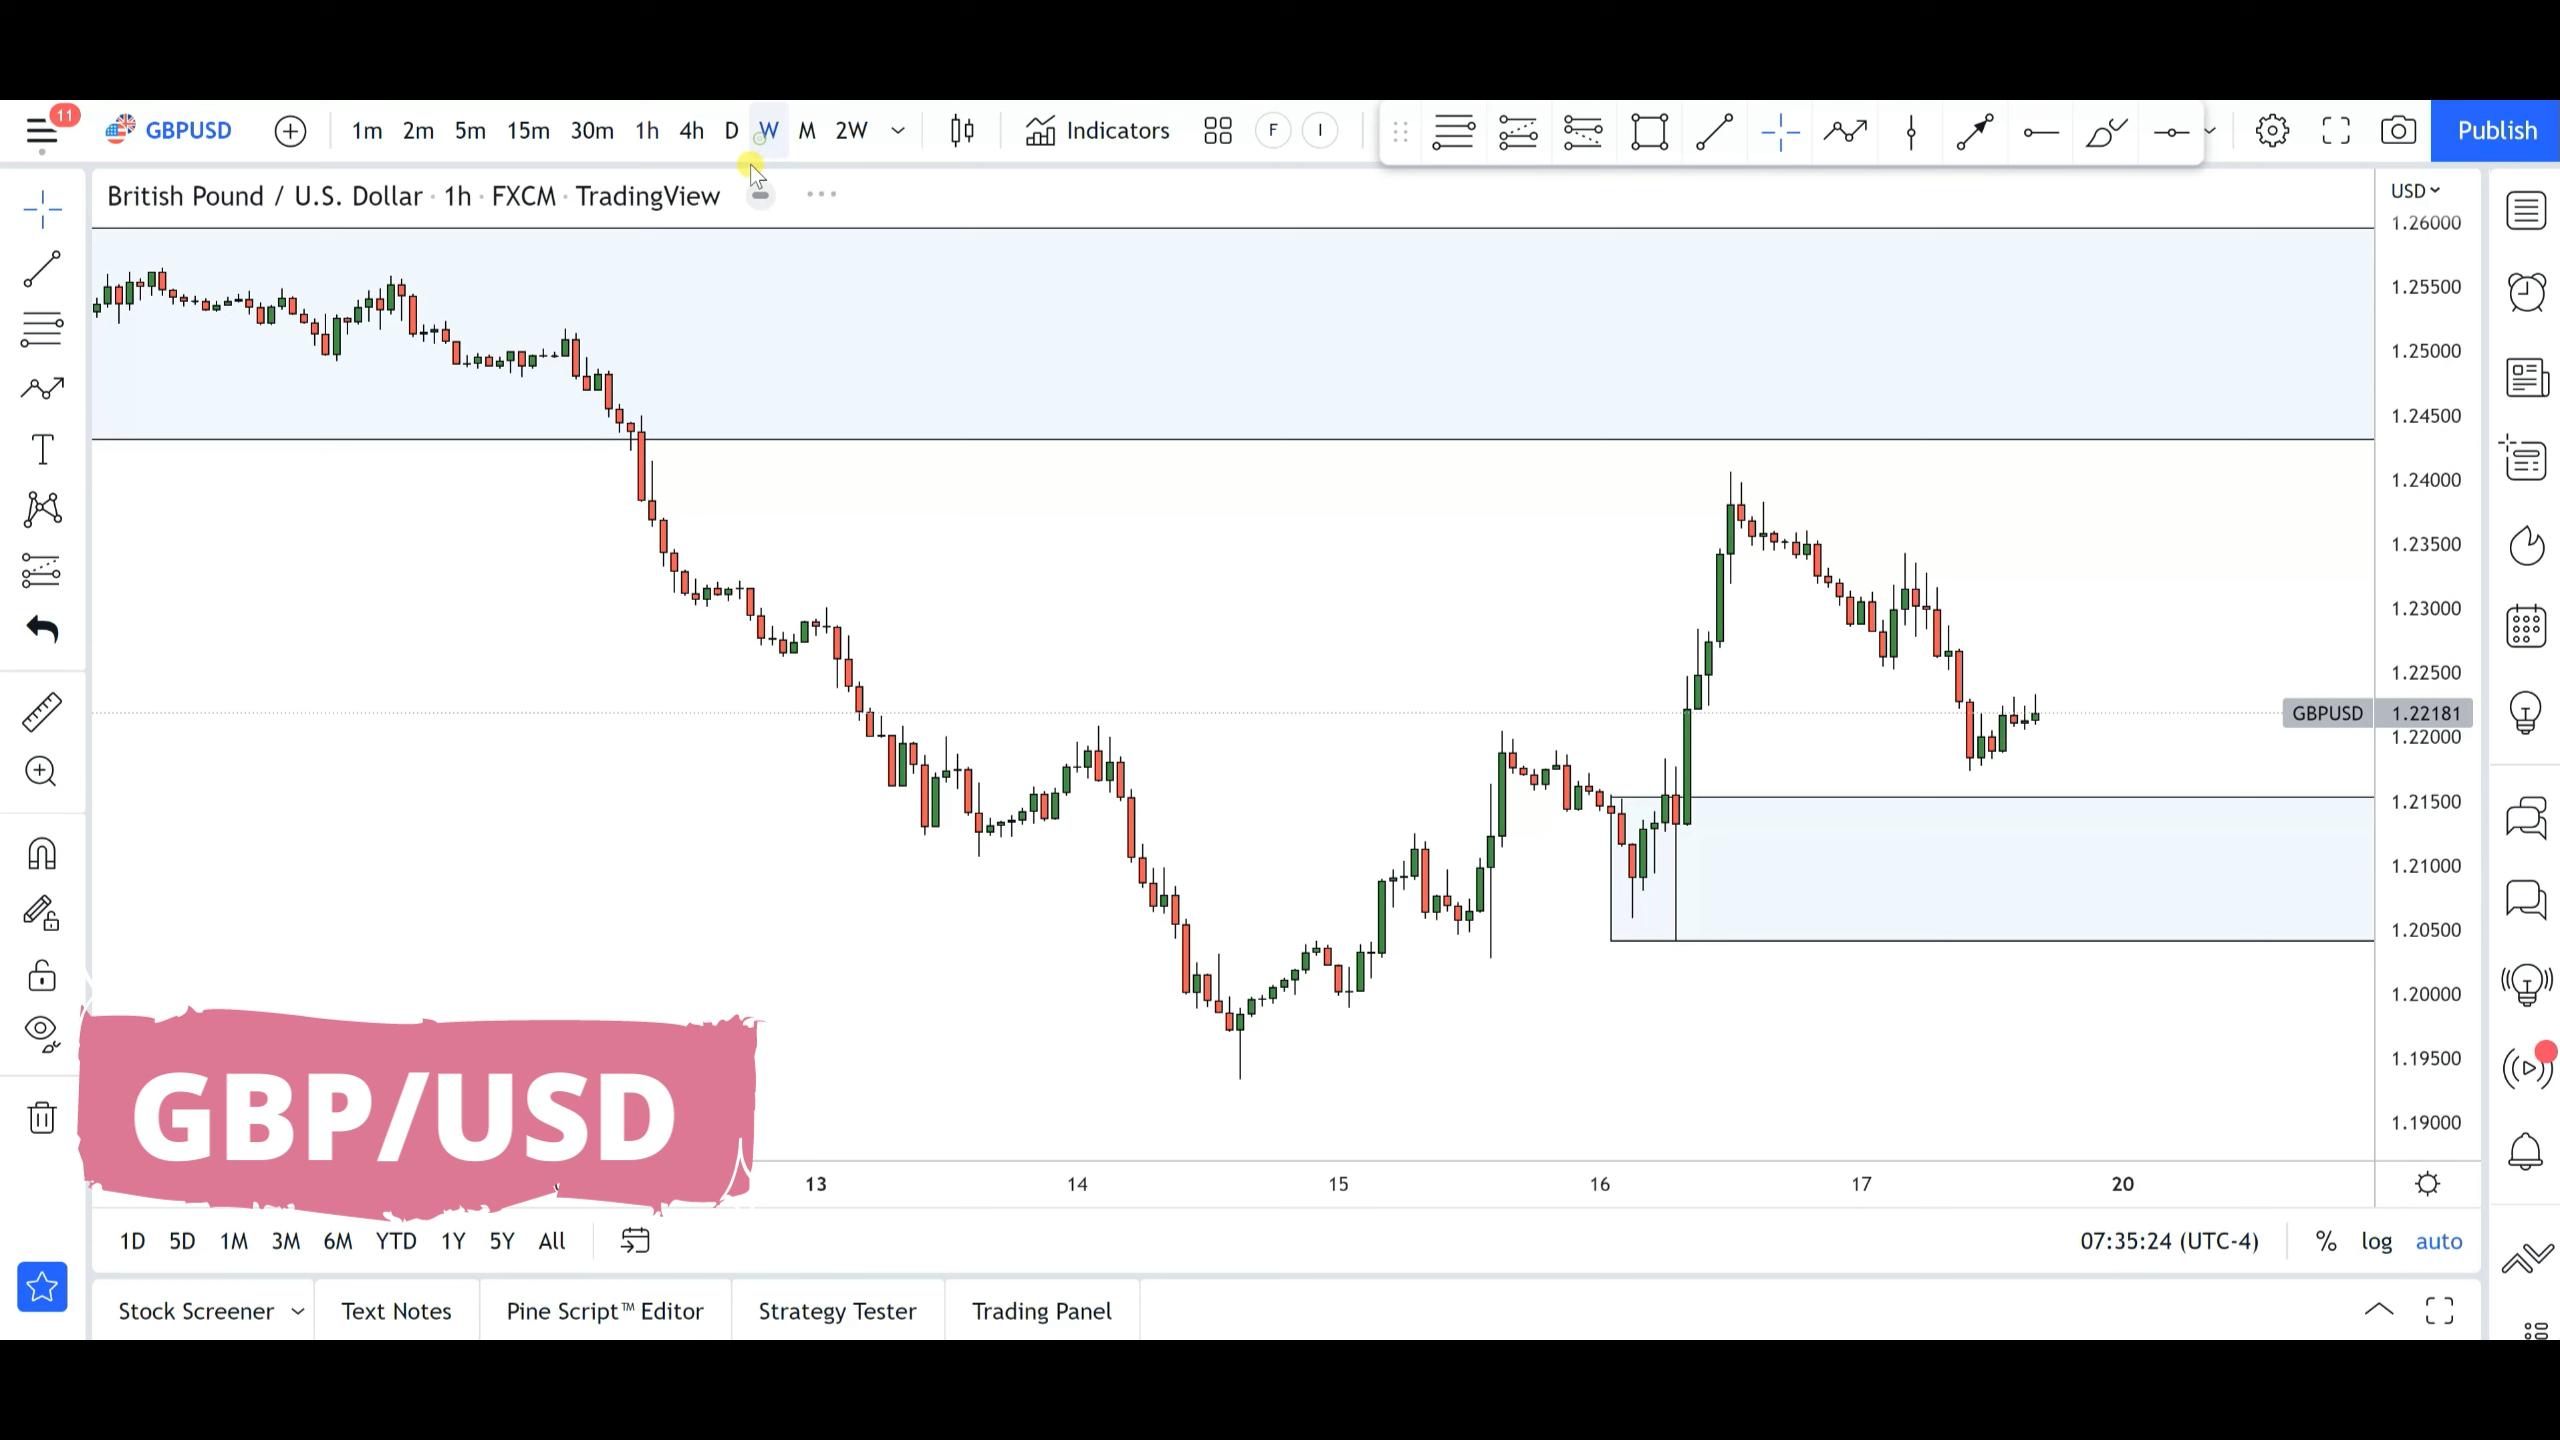 11
GBPUSD
1m 2m 5m 15m 30m 1h 4h D W M 2W
Indicators
F I
Publish
British Pound / U.S. Dollar · 1h · FXCM · TradingView
USD
1.26000
1.25500
1.25000
1.24500
1.24000
1.23500
1.23000
1.22500
GBPUSD 1.22181
1.22000
1.21500
1.21000
1.20500
1.20000
1.19500
1.19000
T
GBP/USD
13 14 15 16 17 20
1D 5D 1M 3M 6M YTD 1Y 5Y All
07:35:24 (UTC-4) % log auto
Stock Screener Text Notes Pine Script™ Editor Strategy Tester Trading Panel